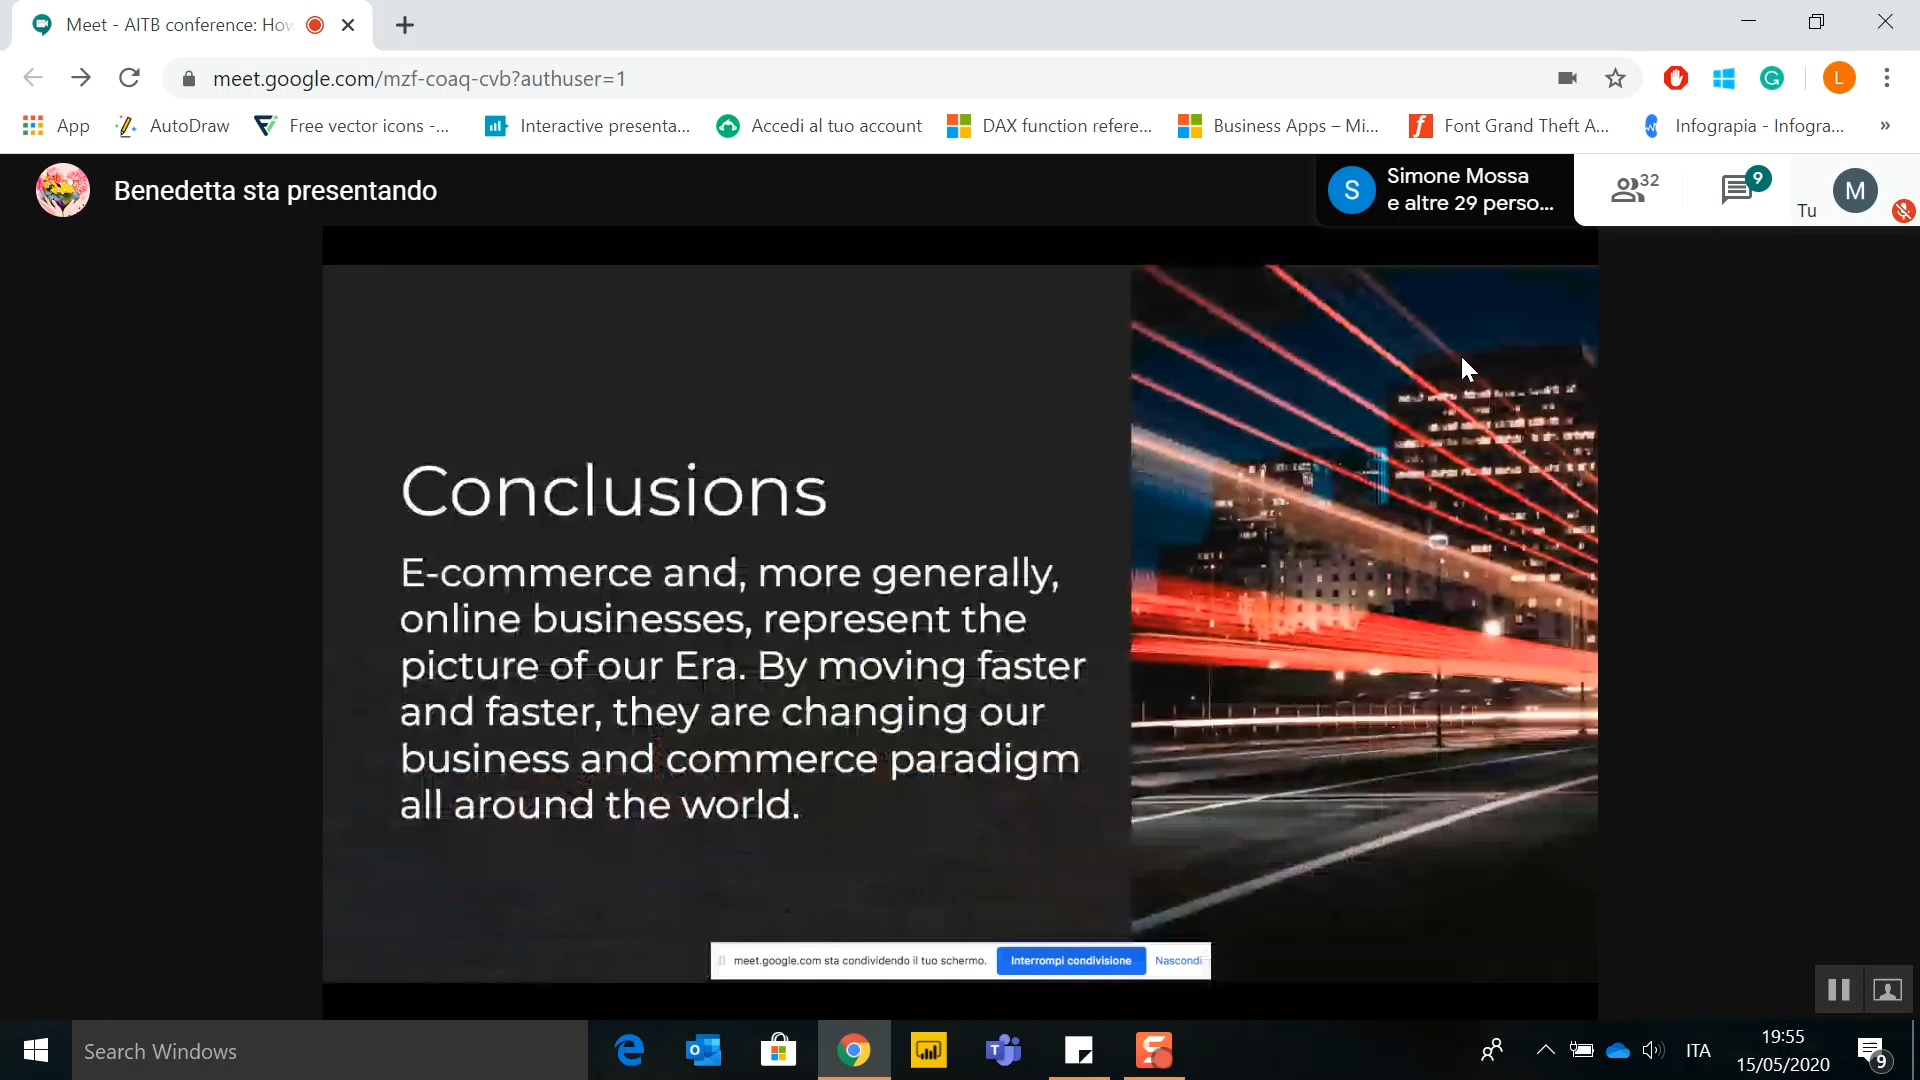 Meet - AITB conference: How
meet.google.com/mzf-coaq-cvb?authuser=1
L
App
AutoDraw
Free vector icons -...
Interactive presenta...
Accedi al tuo account
DAX function refere...
Business Apps – Mi...
Font Grand Theft A...
Infograpia - Infogra...
»
Benedetta sta presentando
S
Simone Mossa
e altre 29 perso...
32
9
Tu
M
Conclusions
E-commerce and, more generally,
online businesses, represent the
picture of our Era. By moving faster
and faster, they are changing our
business and commerce paradigm
all around the world.
meet.google.com sta condividendo il tuo schermo.
Interrompi condivisione
Nascondi
Search Windows
ITA
19:55
15/05/2020
9